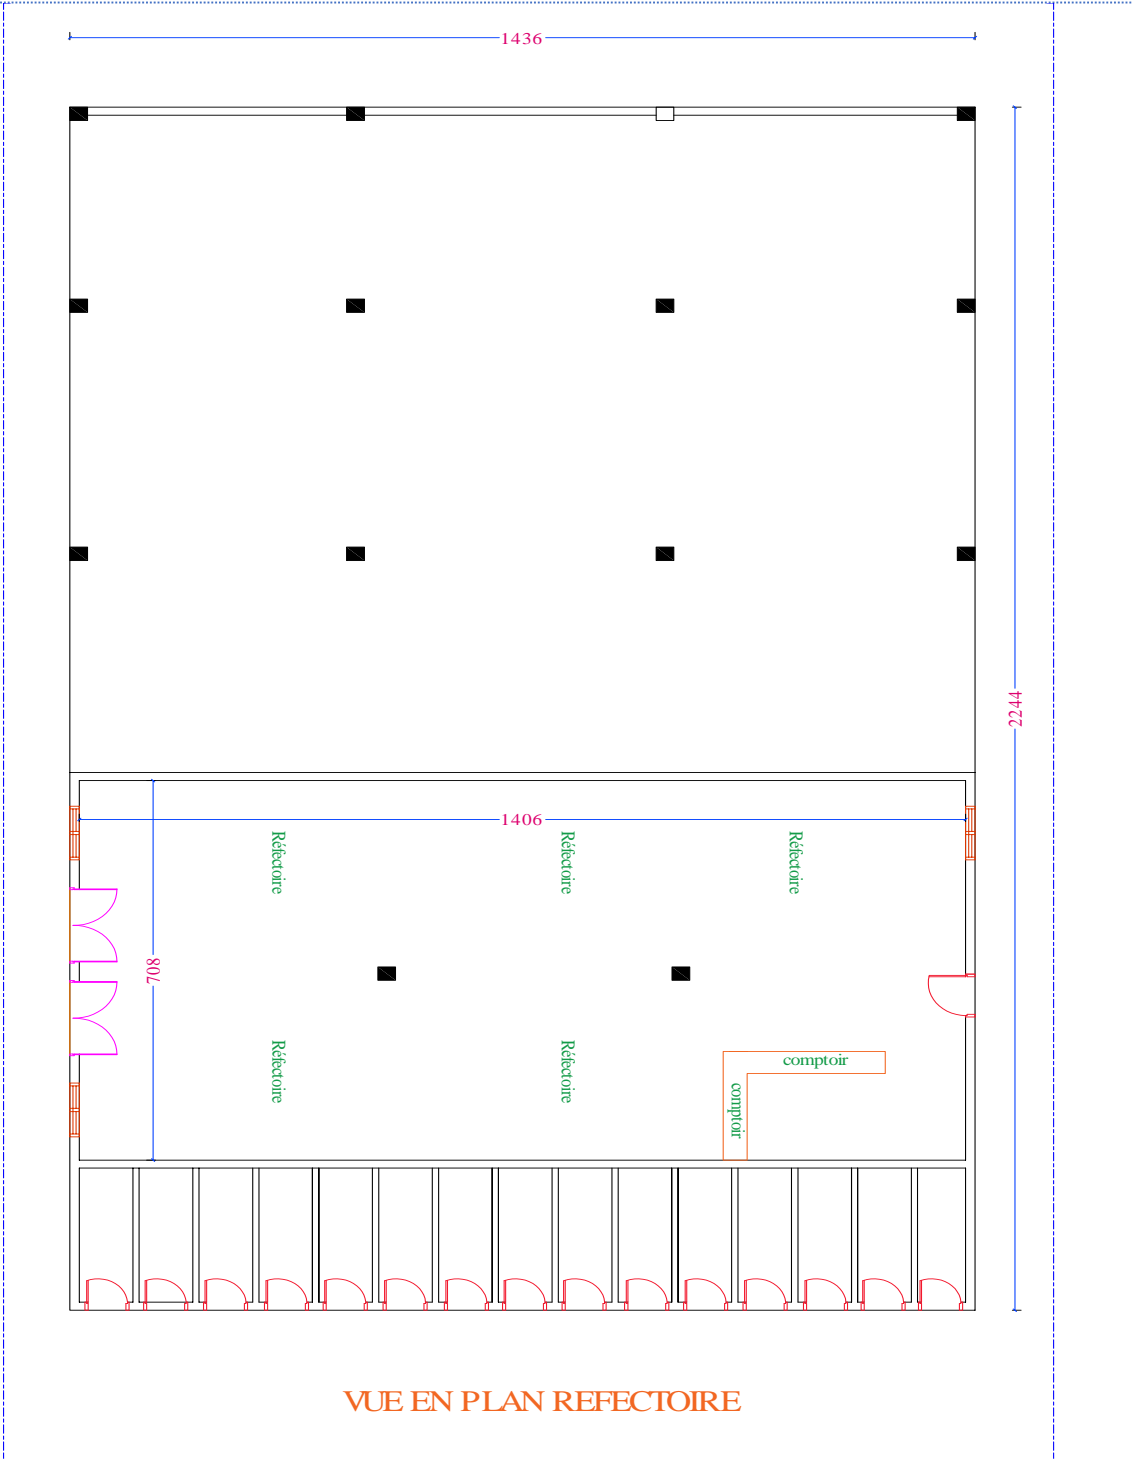 1436
2244
1406
Réfectoire
Réfectoire
Réfectoire
708
Réfectoire
Réfectoire
comptoir
comptoir
VUE EN PLAN REFECTOIRE